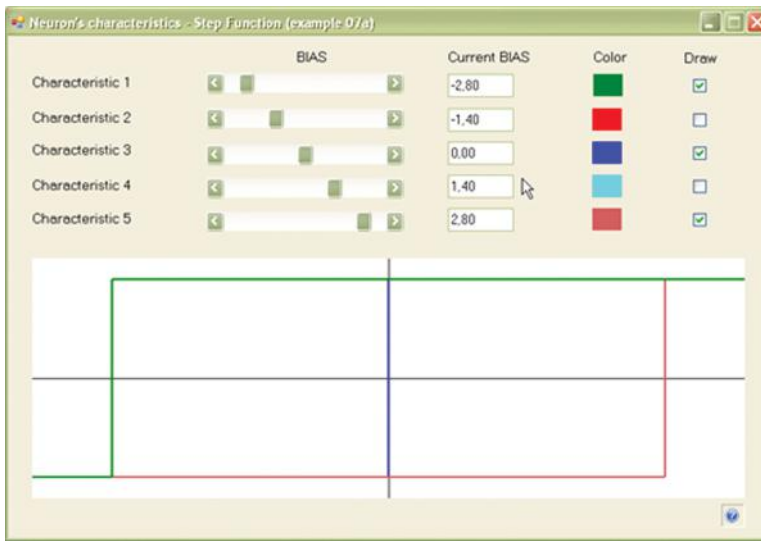 Neuron's characteristics - Step Function (example 07a)
BIAS Current BIAS Color Draw
Characteristic 1 -2,80
Characteristic 2 -1,40
Characteristic 3 0,00
Characteristic 4 1,40
Characteristic 5 2,80